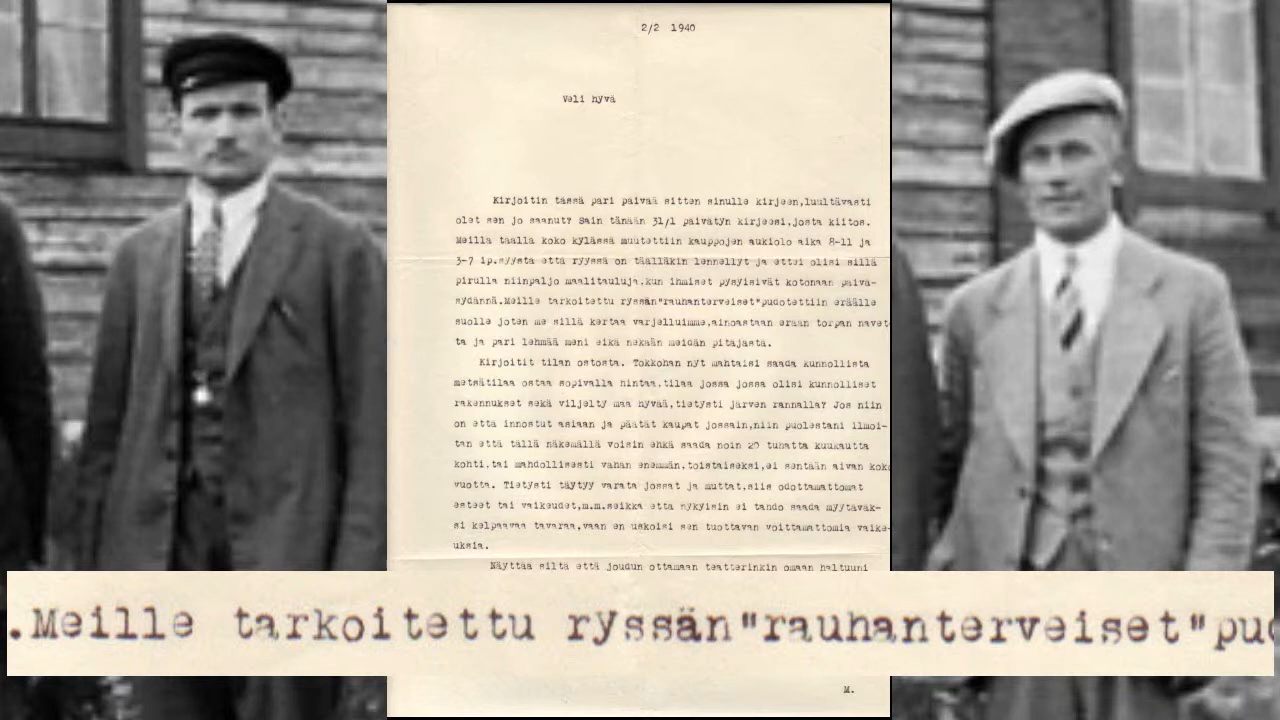 2/2 1940
Veli hyvä
Kirjoitin tässä pari päivää sitten sinulle kirjeen,luultävasti
olet sen jo saanut? Sain tänään 31/1 päivätyn kirjeesi,josta kiitos.
Meillä täällä koko kylässä muutettiin kauppojen aukiolo aika 8-11 ja
3-7 ip.syystä että ryssä on täälläkin lennellyt ja ettei olisi sillä
pirulla niinpaljo maalitauluja,kun ihmiset pysyisivät kotonaan päivä-
sydännä.Meille tarkoitettu ryssän"rauhanterveiset"pudotettiin eräälle
suolle joten me sillä kertaa varjelluimme,ainoastaan erään torpan navet
ta ja pari lehmää meni eikä nekään meidän pitäjästä.
Kirjoitit tilan ostosta. Tokkohan nyt mahtaisi saada kunnollista
metsätilaa ostaa sopivalla hintaa,tilaa jossa jossa olisi kunnolliset
rakennukset sekä viljelty maa hyvää,tietysti järven rannalla? Jos niin
on että innostut asiaan ja päätät kaupat jossain,niin puolestani ilmoi-
tan että tällä näkemällä voisin ehkä saada noin 20 tuhatta kuukautta
kohti,tai mahdollisesti vähän enemmän,toistaiseksi,ei sentään aivan koko
vuotta. Tietysti täytyy varata jossat ja muttat,siis odottamattomat
esteet tai vaikeudet,m.m.seikka että nykyisin ei tahdo saada myytäväk-
si kelpaavaa tavaraa,vaan en uskoisi sen tuottavan voittamattomia vaike-
uksia.
Näyttää siltä että joudun ottamaan teatterinkin omaan haltuuni
.Meille tarkoitettu ryssän"rauhanterveiset"pud
M.